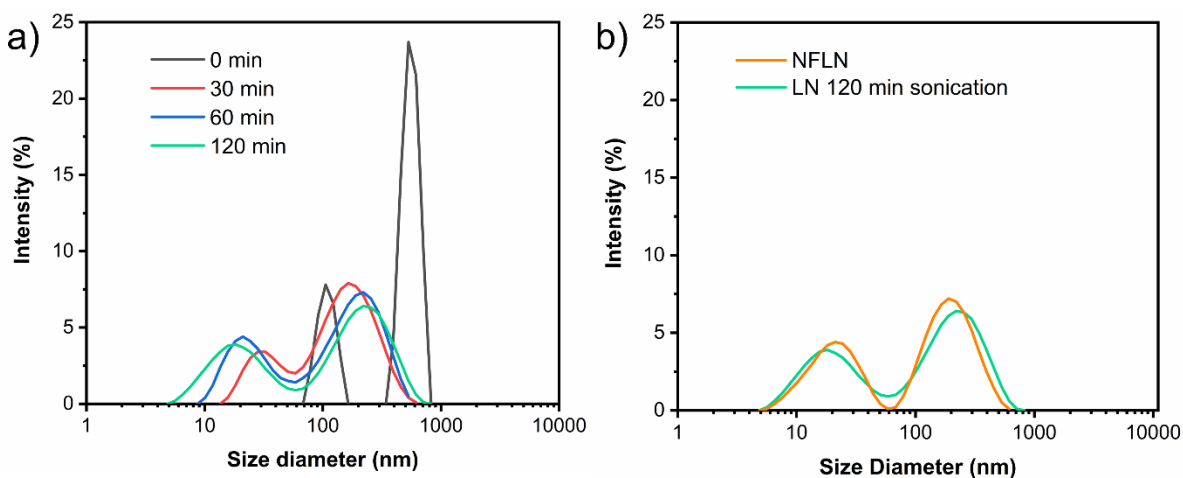 a)
0 min
30 min
60 min
120 min
Intensity (%)
25
20
15
10
5
0
1
10
100
1000
10000
Size diameter (nm)
b)
NFLN
LN 120 min sonication
Intensity (%)
25
20
15
10
5
0
1
10
100
1000
10000
Size Diameter (nm)